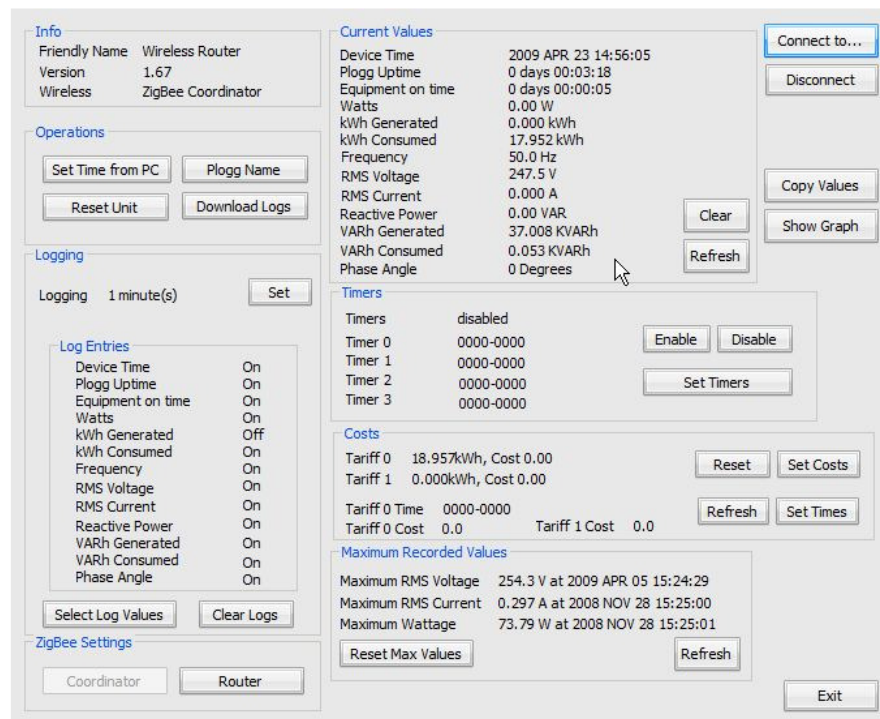 Info
Friendly Name Wireless Router
Version 1.67
Wireless ZigBee Coordinator
Operations
Set Time from PC Plogg Name
Reset Unit Download Logs
Logging
Logging 1 minute(s) Set
Log Entries
Device Time On
Plogg Uptime On
Equipment on time On
Watts On
kWh Generated Off
kWh Consumed On
Frequency On
RMS Voltage On
RMS Current On
Reactive Power On
VARh Generated On
VARh Consumed On
Phase Angle On
Select Log Values Clear Logs
ZigBee Settings
Coordinator Router
Current Values
Device Time 2009 APR 23 14:56:05
Plogg Uptime 0 days 00:03:18
Equipment on time 0 days 00:00:05
Watts 0.00 W
kWh Generated 0.000 kWh
kWh Consumed 17.952 kWh
Frequency 50.0 Hz
RMS Voltage 247.5 V
RMS Current 0.000 A
Reactive Power 0.00 VAR
VARh Generated 37.008 KVARh
VARh Consumed 0.053 KVARh
Phase Angle 0 Degrees
Clear
Refresh
Timers
Timers disabled
Timer 0 0000-0000
Timer 1 0000-0000
Timer 2 0000-0000
Timer 3 0000-0000
Enable Disable
Set Timers
Costs
Tariff 0 18.957kWh, Cost 0.00
Tariff 1 0.000kWh, Cost 0.00
Reset Set Costs
Tariff 0 Time 0000-0000
Tariff 0 Cost 0.0 Tariff 1 Cost 0.0
Refresh Set Times
Maximum Recorded Values
Maximum RMS Voltage 254.3 V at 2009 APR 05 15:24:29
Maximum RMS Current 0.297 A at 2008 NOV 28 15:25:00
Maximum Wattage 73.79 W at 2008 NOV 28 15:25:01
Reset Max Values Refresh
Connect to...
Disconnect
Copy Values
Show Graph
Exit